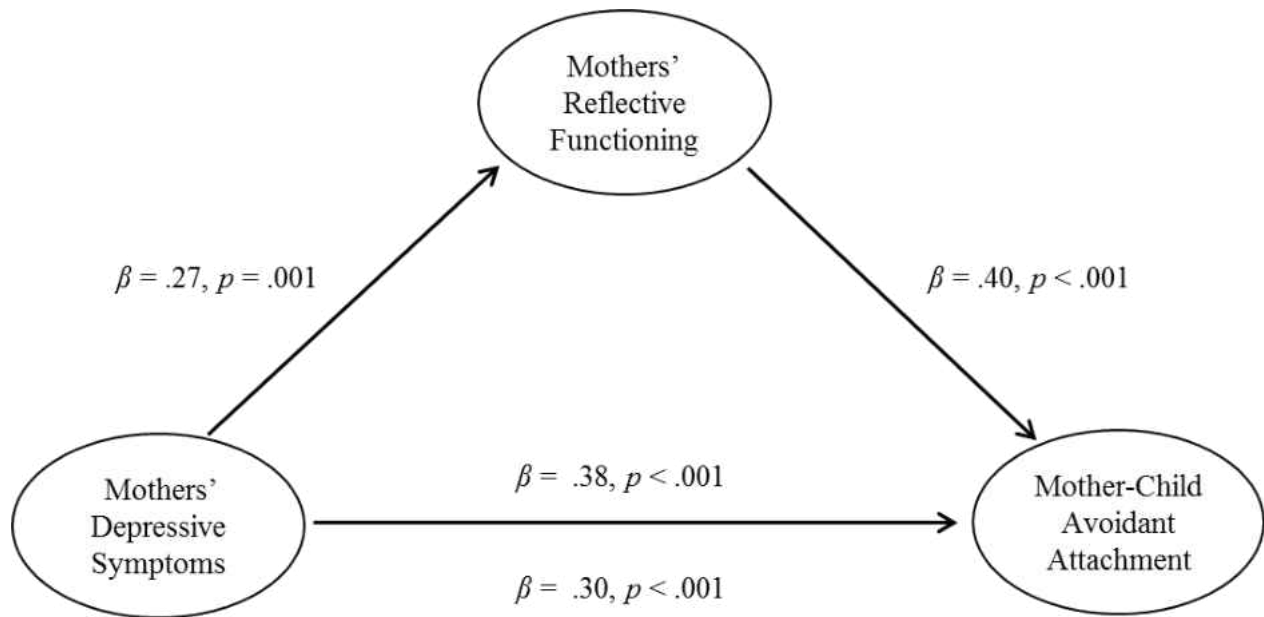 Mothers’
Reflective
Functioning
β = .27, p = .001
β = .40, p < .001
Mothers’
Depressive
Symptoms
β = .38, p < .001
β = .30, p < .001
Mother-Child
Avoidant
Attachment